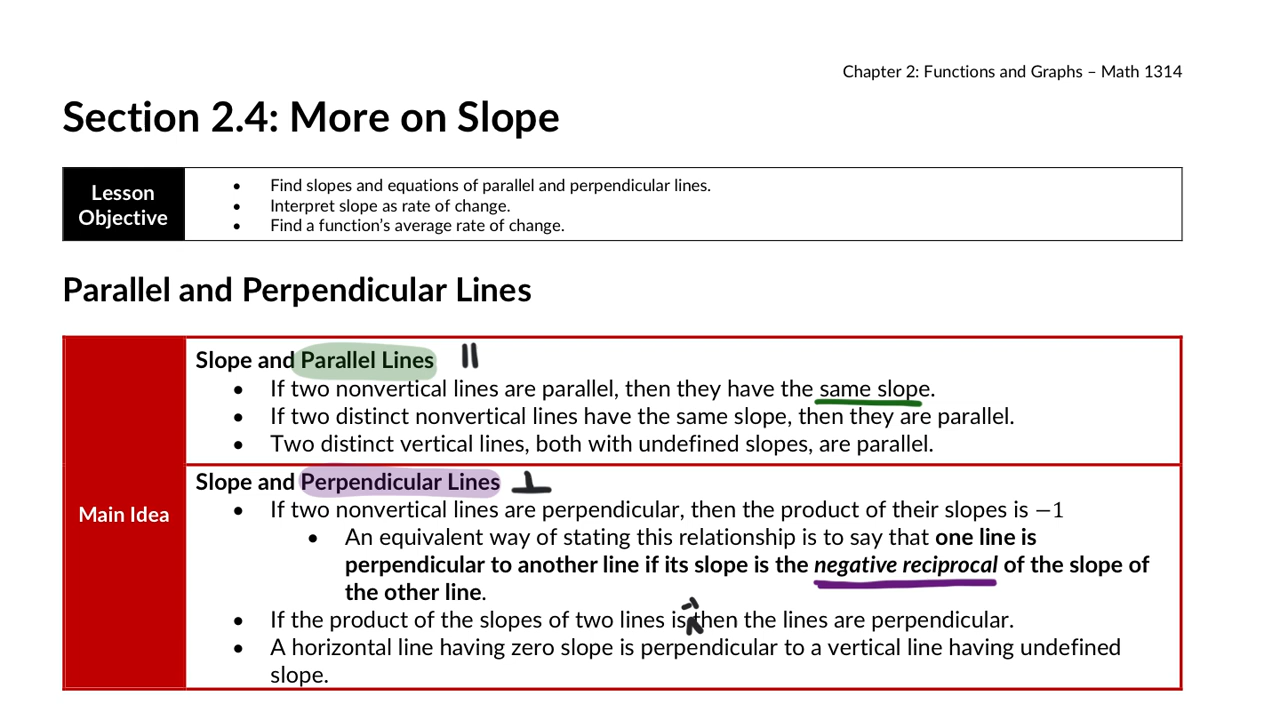 Chapter 2: Functions and Graphs – Math 1314
Section 2.4: More on Slope
Lesson
Objective
• Find slopes and equations of parallel and perpendicular lines.
• Interpret slope as rate of change.
• Find a function’s average rate of change.
Parallel and Perpendicular Lines
Main Idea
Slope and Parallel Lines ||
• If two nonvertical lines are parallel, then they have the same slope.
• If two distinct nonvertical lines have the same slope, then they are parallel.
• Two distinct vertical lines, both with undefined slopes, are parallel.
Slope and Perpendicular Lines ⊥
• If two nonvertical lines are perpendicular, then the product of their slopes is −1
• An equivalent way of stating this relationship is to say that one line is
perpendicular to another line if its slope is the negative reciprocal of the slope of
the other line.
• If the product of the slopes of two lines is then the lines are perpendicular.
• A horizontal line having zero slope is perpendicular to a vertical line having undefined
slope.